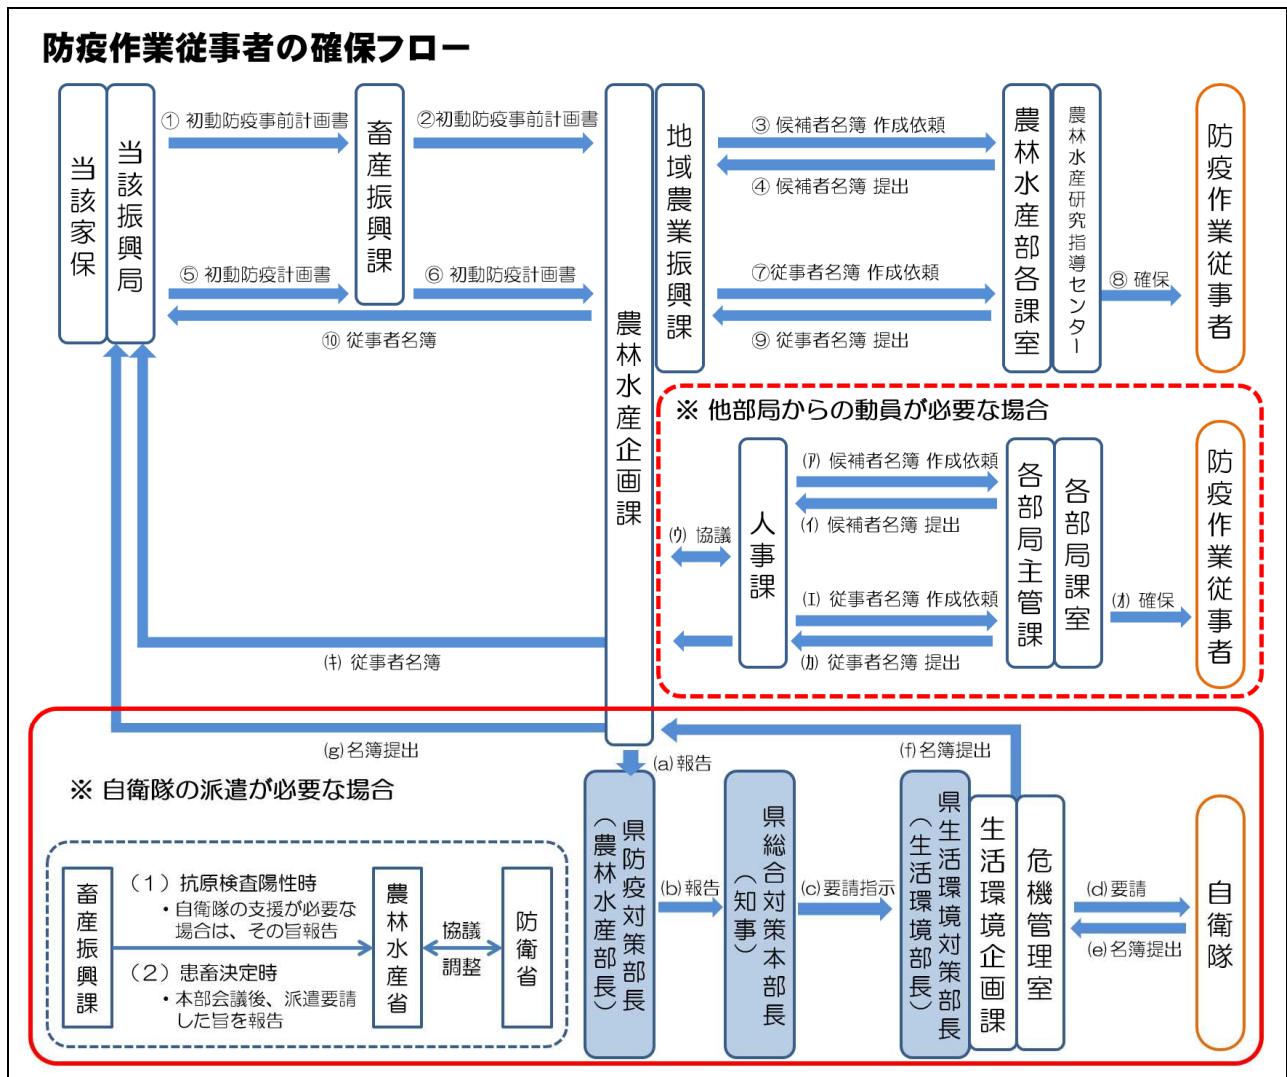 防疫作業従事者の確保フロー
当該家保
当該振興局
① 初動防疫事前計画書
畜産振興課
②初動防疫事前計画書
農林水産企画課
地域農業振興課
③ 候補者名簿 作成依頼
④ 候補者名簿 提出
農林水産部各課室
農林水産研究指導センター
防疫作業従事者
⑤ 初動防疫計画書
⑥ 初動防疫計画書
⑦従事者名簿 作成依頼
⑧ 確保
⑨ 従事者名簿 提出
⑩ 従事者名簿
※ 他部局からの動員が必要な場合
人事課
(ｱ) 候補者名簿 作成依頼
(ｲ) 候補者名簿 提出
(ｳ) 協議
(ｴ) 従事者名簿 作成依頼
(ｶ) 従事者名簿 提出
各部局主管課
各部局課室
(ｵ) 確保
防疫作業従事者
(ｷ) 従事者名簿
(g)名簿提出
(f)名簿提出
(a)報告
※ 自衛隊の派遣が必要な場合
畜産振興課
（１）抗原検査陽性時
・自衛隊の支援が必要な
場合は、その旨報告
（２）患畜決定時
・本部会議後、派遣要請
した旨を報告
農林水産省
協議
調整
防衛省
県防疫対策部長
（農林水産部長）
(b)報告
県総合対策本部長
（知事）
(c)要請指示
県生活環境対策部長
（生活環境部長）
生活環境企画課
危機管理室
(d)要請
(e)名簿提出
自衛隊